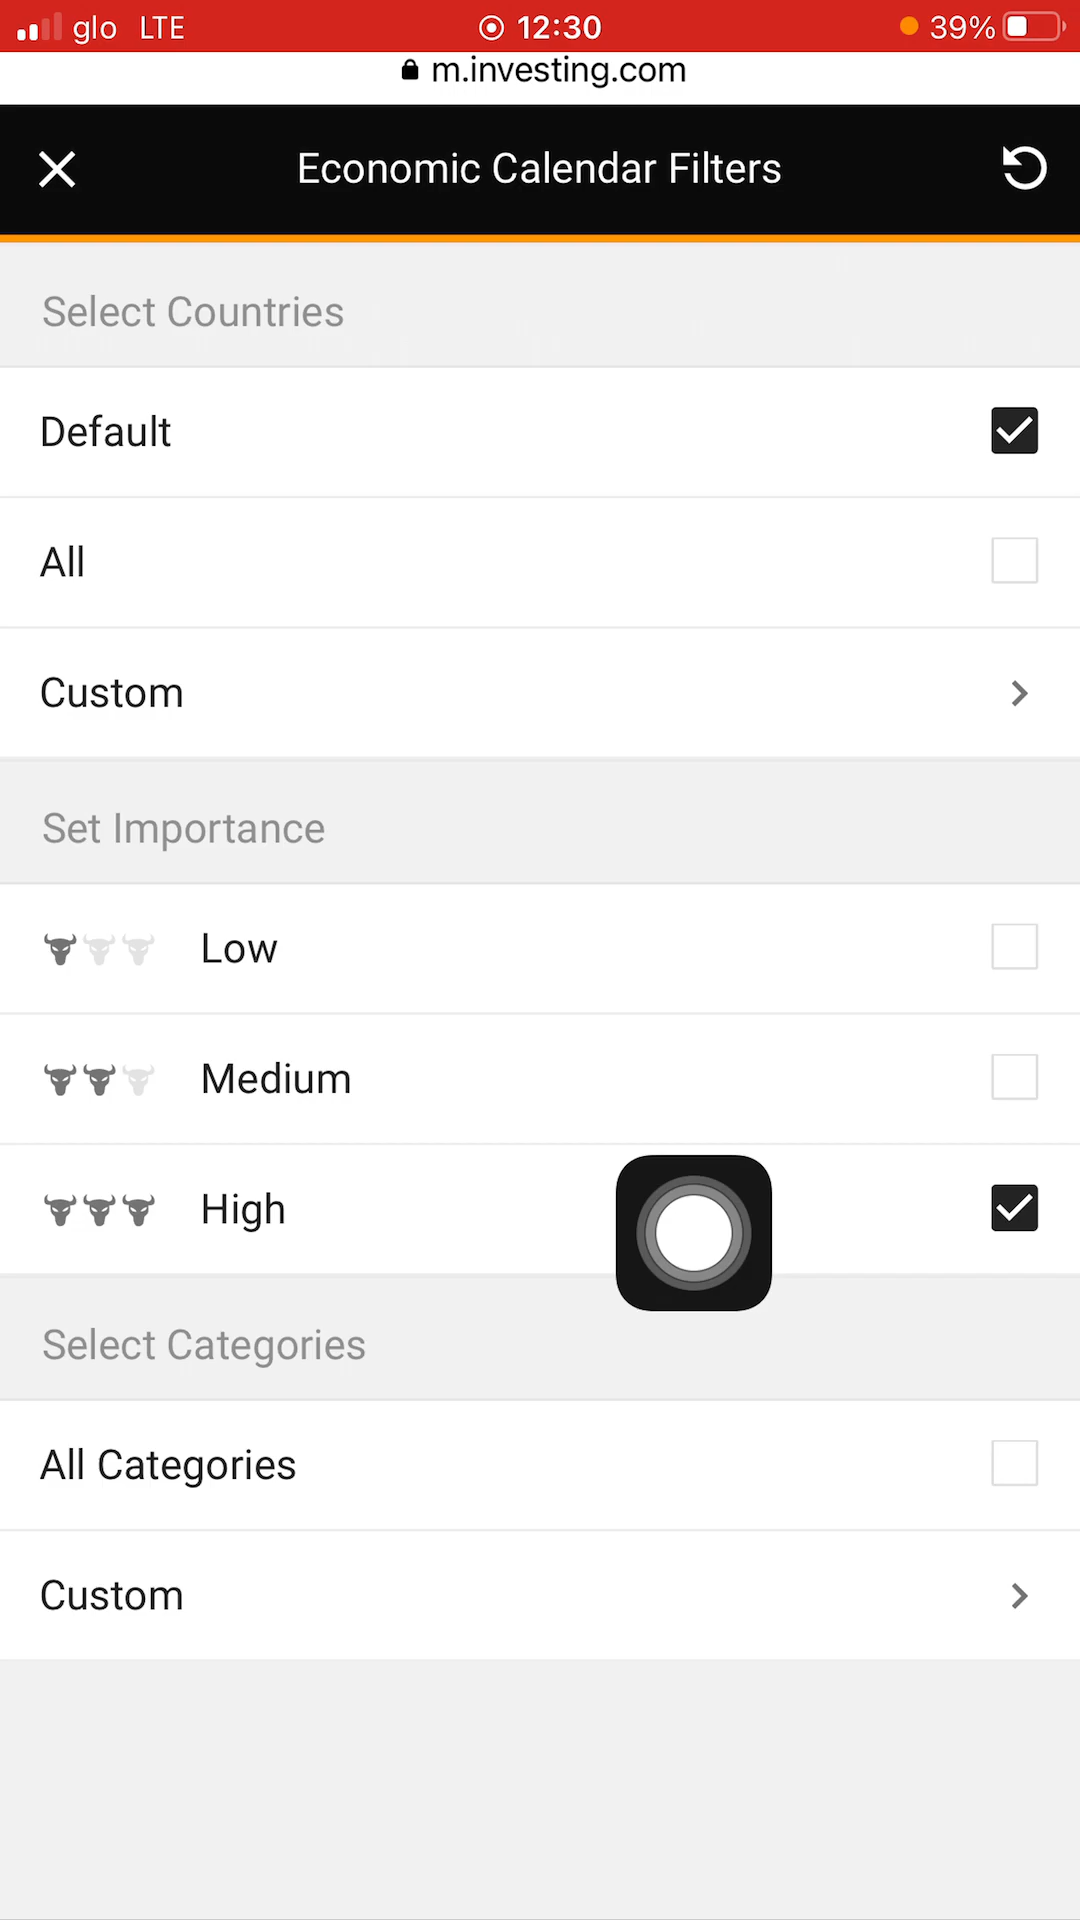 glo LTE 12:30 39%
m.investing.com
Economic Calendar Filters
Select Countries
Default
All
Custom
Set Importance
Low
Medium
High
Select Categories
All Categories
Custom